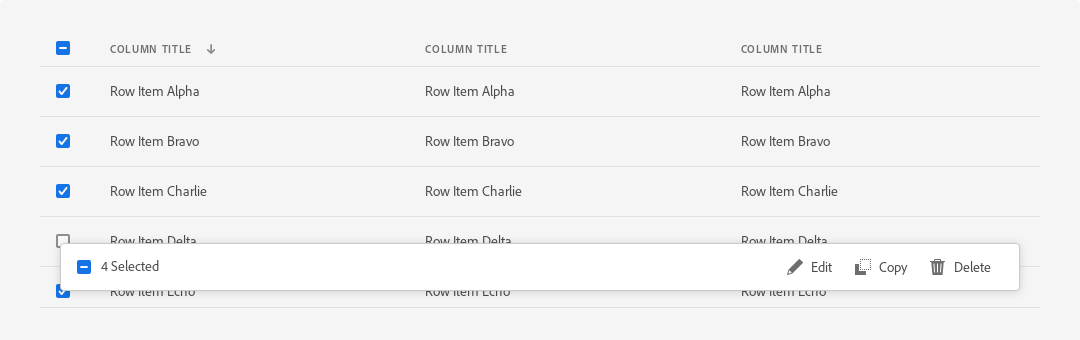 COLUMN TITLE COLUMN TITLE COLUMN TITLE
Row Item Alpha Row Item Alpha Row Item Alpha
Row Item Bravo Row Item Bravo Row Item Bravo
Row Item Charlie Row Item Charlie Row Item Charlie
Row Item Delta Row Item Delta Row Item Delta
4 Selected Edit Copy Delete
Row Item Echo Row Item Echo Row Item Echo